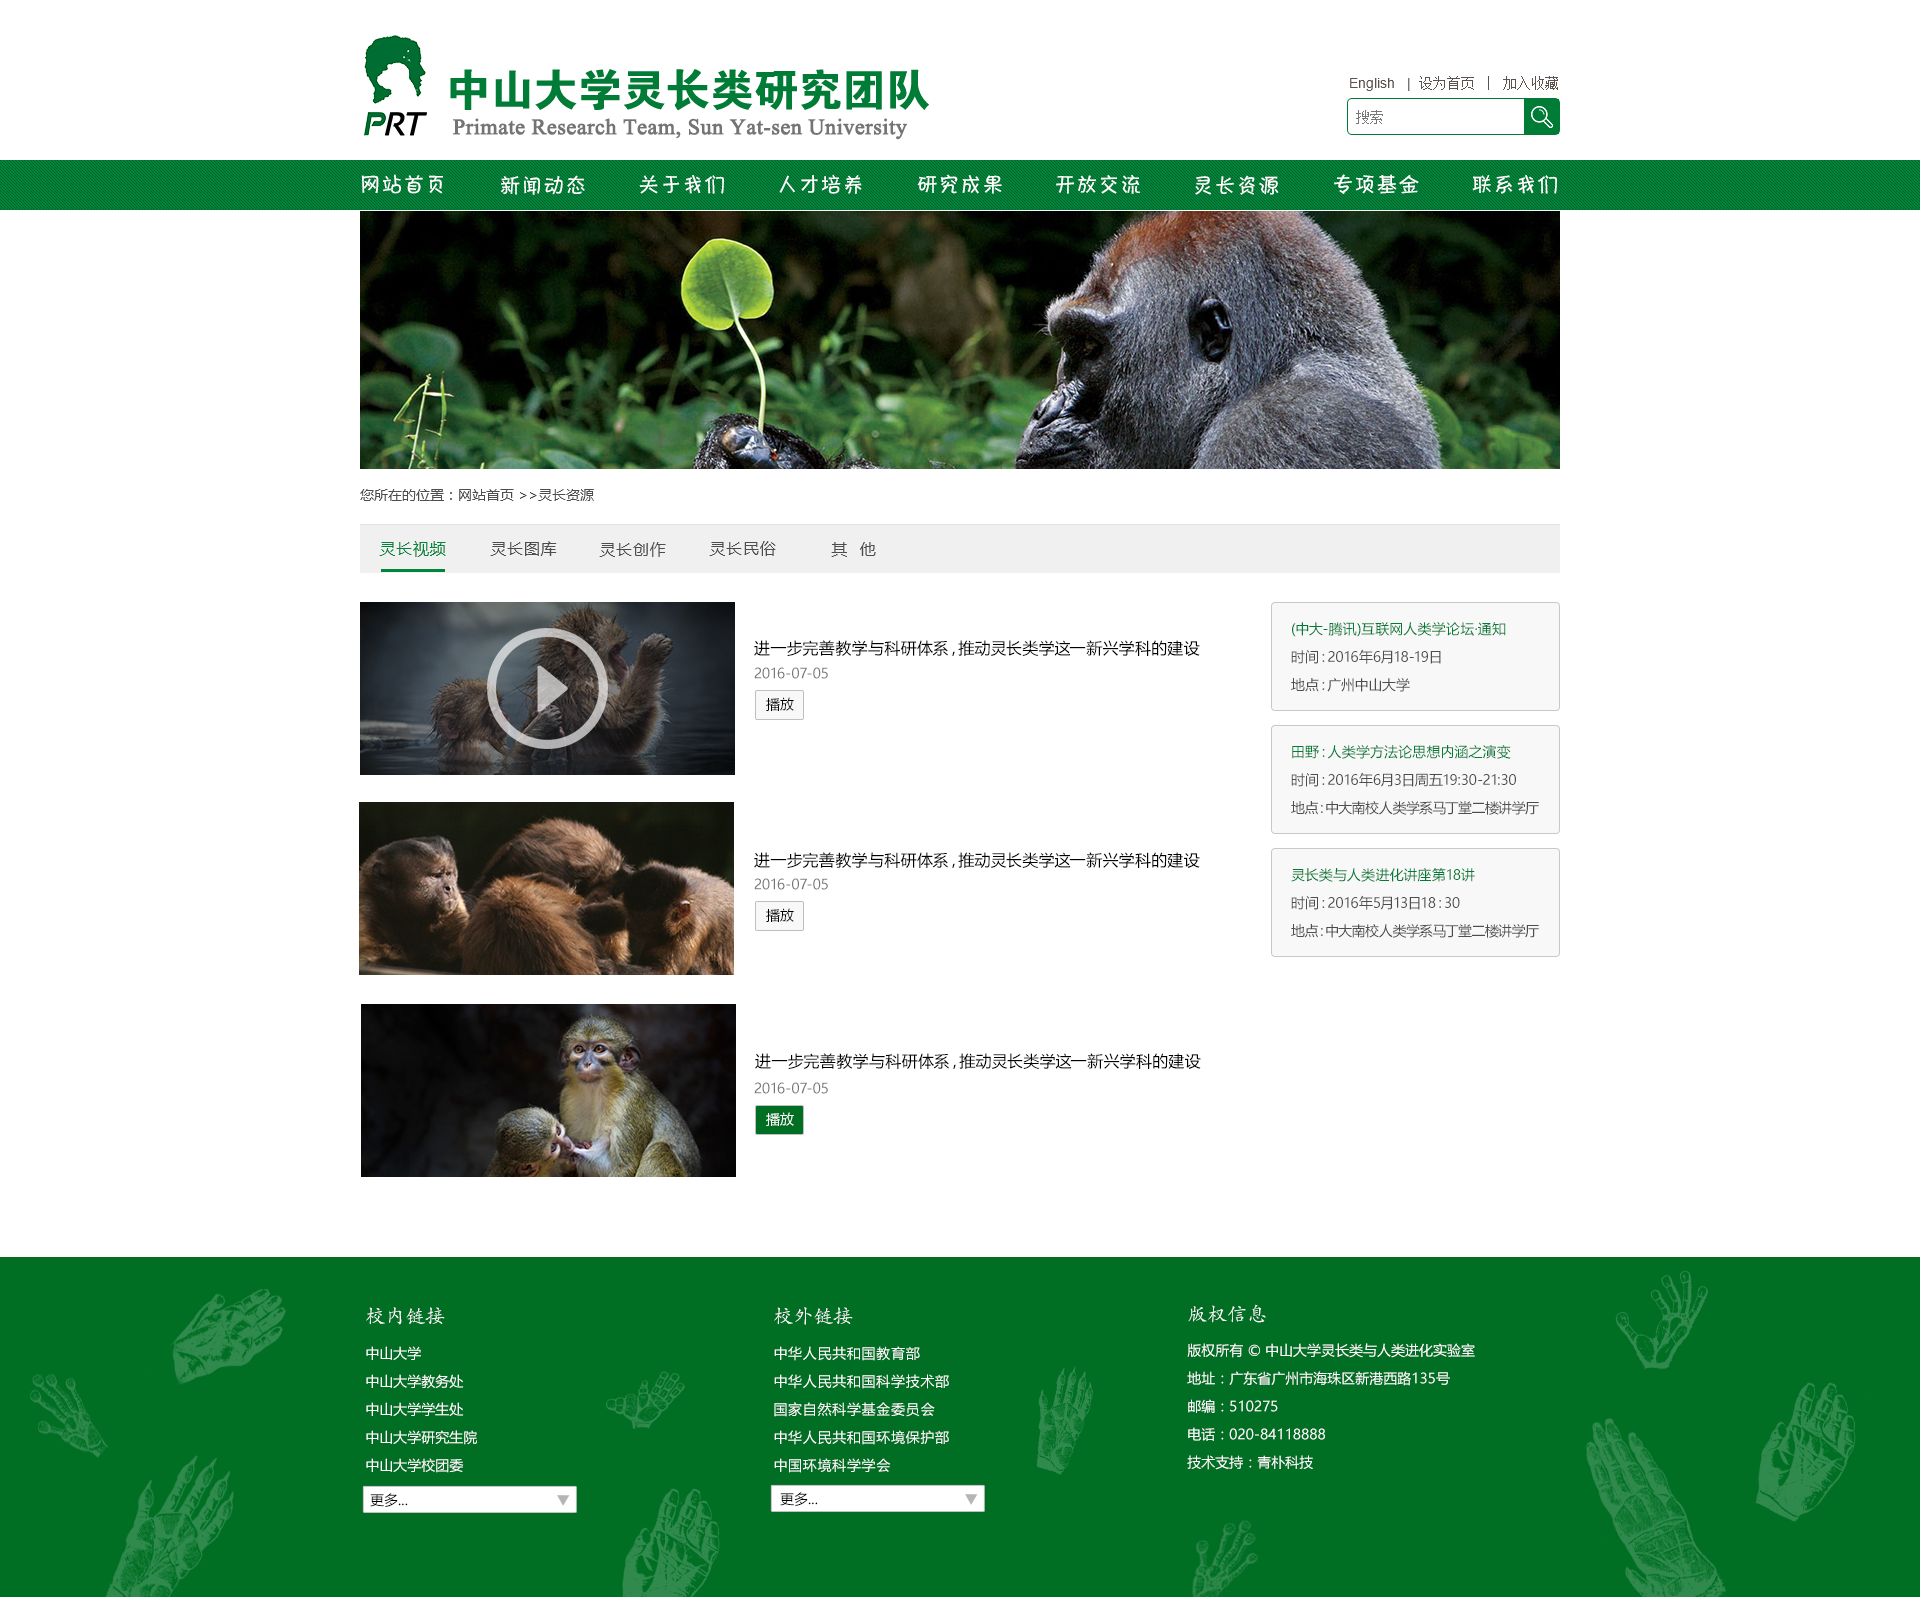 中山大学灵长类研究团队
PRT
Primate Research Team, Sun Yat-sen University
English | 设为首页 | 加入收藏
搜索
网站首页 新闻动态 关于我们 人才培养 研究成果 开放交流 灵长资源 专项基金 联系我们
您所在的位置：网站首页 >>灵长资源
灵长视频 灵长图库 灵长创作 灵长民俗 其 他
进一步完善教学与科研体系，推动灵长类学这一新兴学科的建设
2016-07-05
播放
进一步完善教学与科研体系，推动灵长类学这一新兴学科的建设
2016-07-05
播放
进一步完善教学与科研体系，推动灵长类学这一新兴学科的建设
2016-07-05
播放
(中大-腾讯)互联网人类学论坛·通知
时间：2016年6月18-19日
地点：广州中山大学
田野：人类学方法论思想内涵之演变
时间：2016年6月3日周五19:30-21:30
地点：中大南校人类学系马丁堂二楼讲学厅
灵长类与人类进化讲座第18讲
时间：2016年5月13日18：30
地点：中大南校人类学系马丁堂二楼讲学厅
校内链接
中山大学
中山大学教务处
中山大学学生处
中山大学研究生院
中山大学校团委
更多...
校外链接
中华人民共和国教育部
中华人民共和国科学技术部
国家自然科学基金委员会
中华人民共和国环境保护部
中国环境科学学会
更多...
版权信息
版权所有 © 中山大学灵长类与人类进化实验室
地址：广东省广州市海珠区新港西路135号
邮编：510275
电话：020-84118888
技术支持：青朴科技